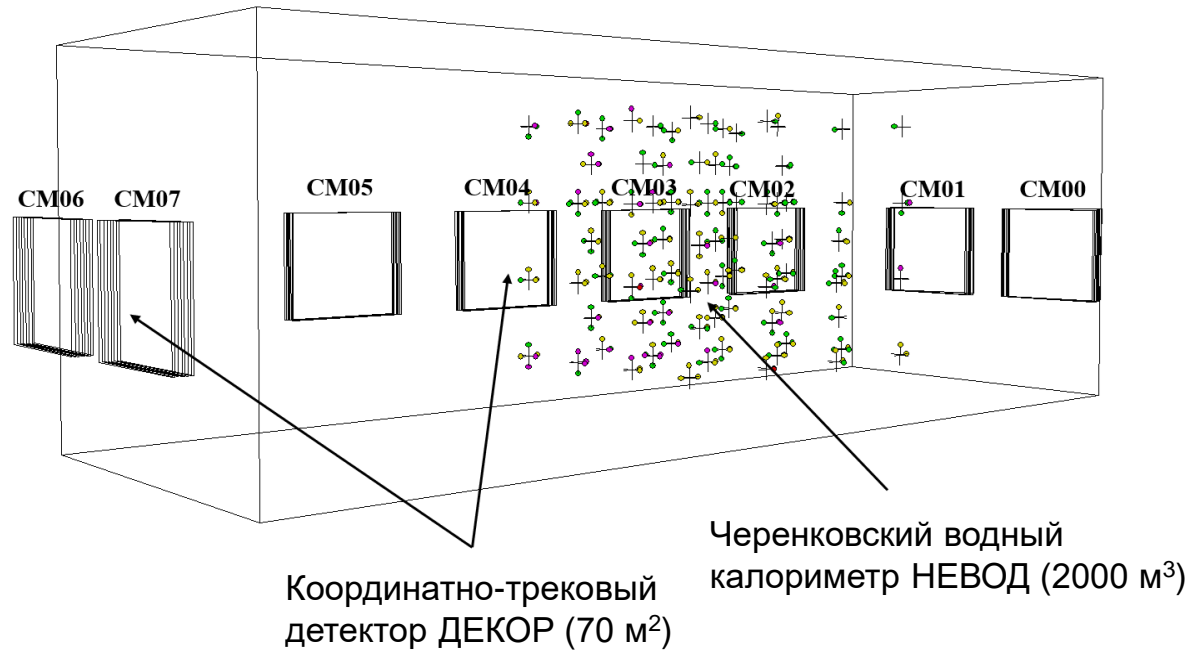 CM06 CM07 CM05 CM04 CM03 CM02 CM01 CM00
Черенковский водный
калориметр НЕВОД (2000 м³)
Координатно-трековый
детектор ДЕКОР (70 м²)